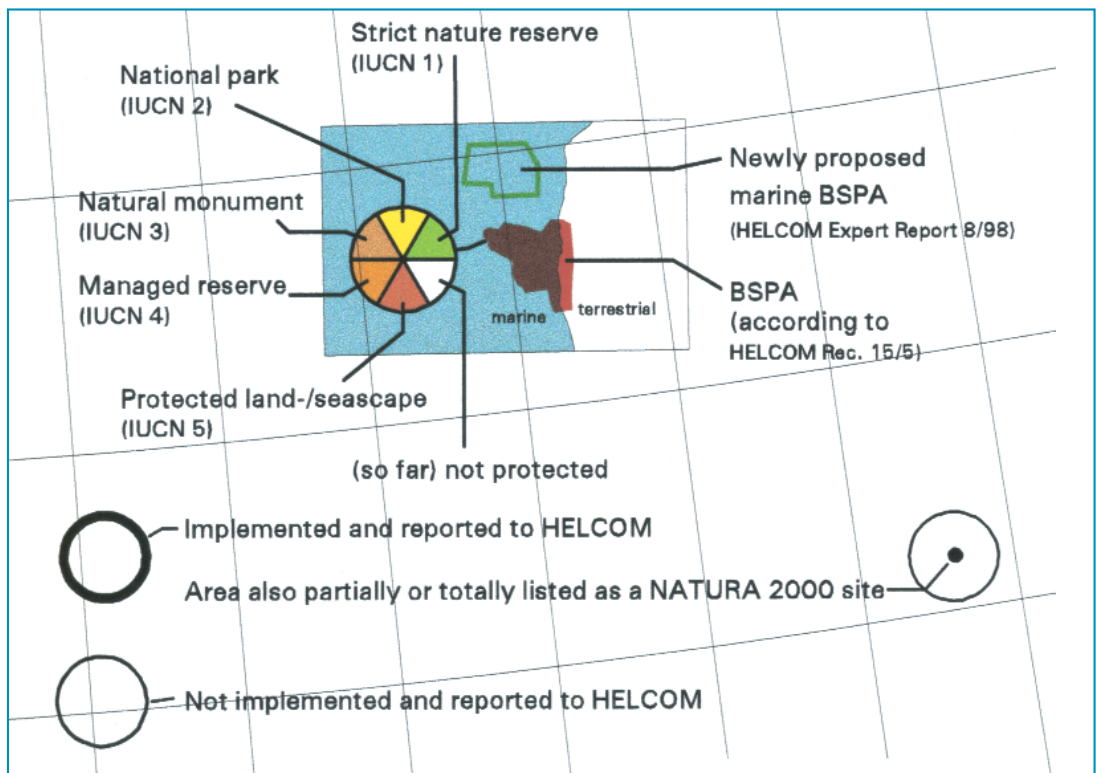 Strict nature reserve
(IUCN 1)
National park
(IUCN 2)
Newly proposed
marine BSPA
(HELCOM Expert Report 8/98)
Natural monument
(IUCN 3)
Managed reserve
(IUCN 4)
BSPA
(according to
HELCOM Rec. 15/5)
marine
terrestrial
Protected land-/seascape
(IUCN 5)
(so far) not protected
Implemented and reported to HELCOM
Area also partially or totally listed as a NATURA 2000 site
Not implemented and reported to HELCOM